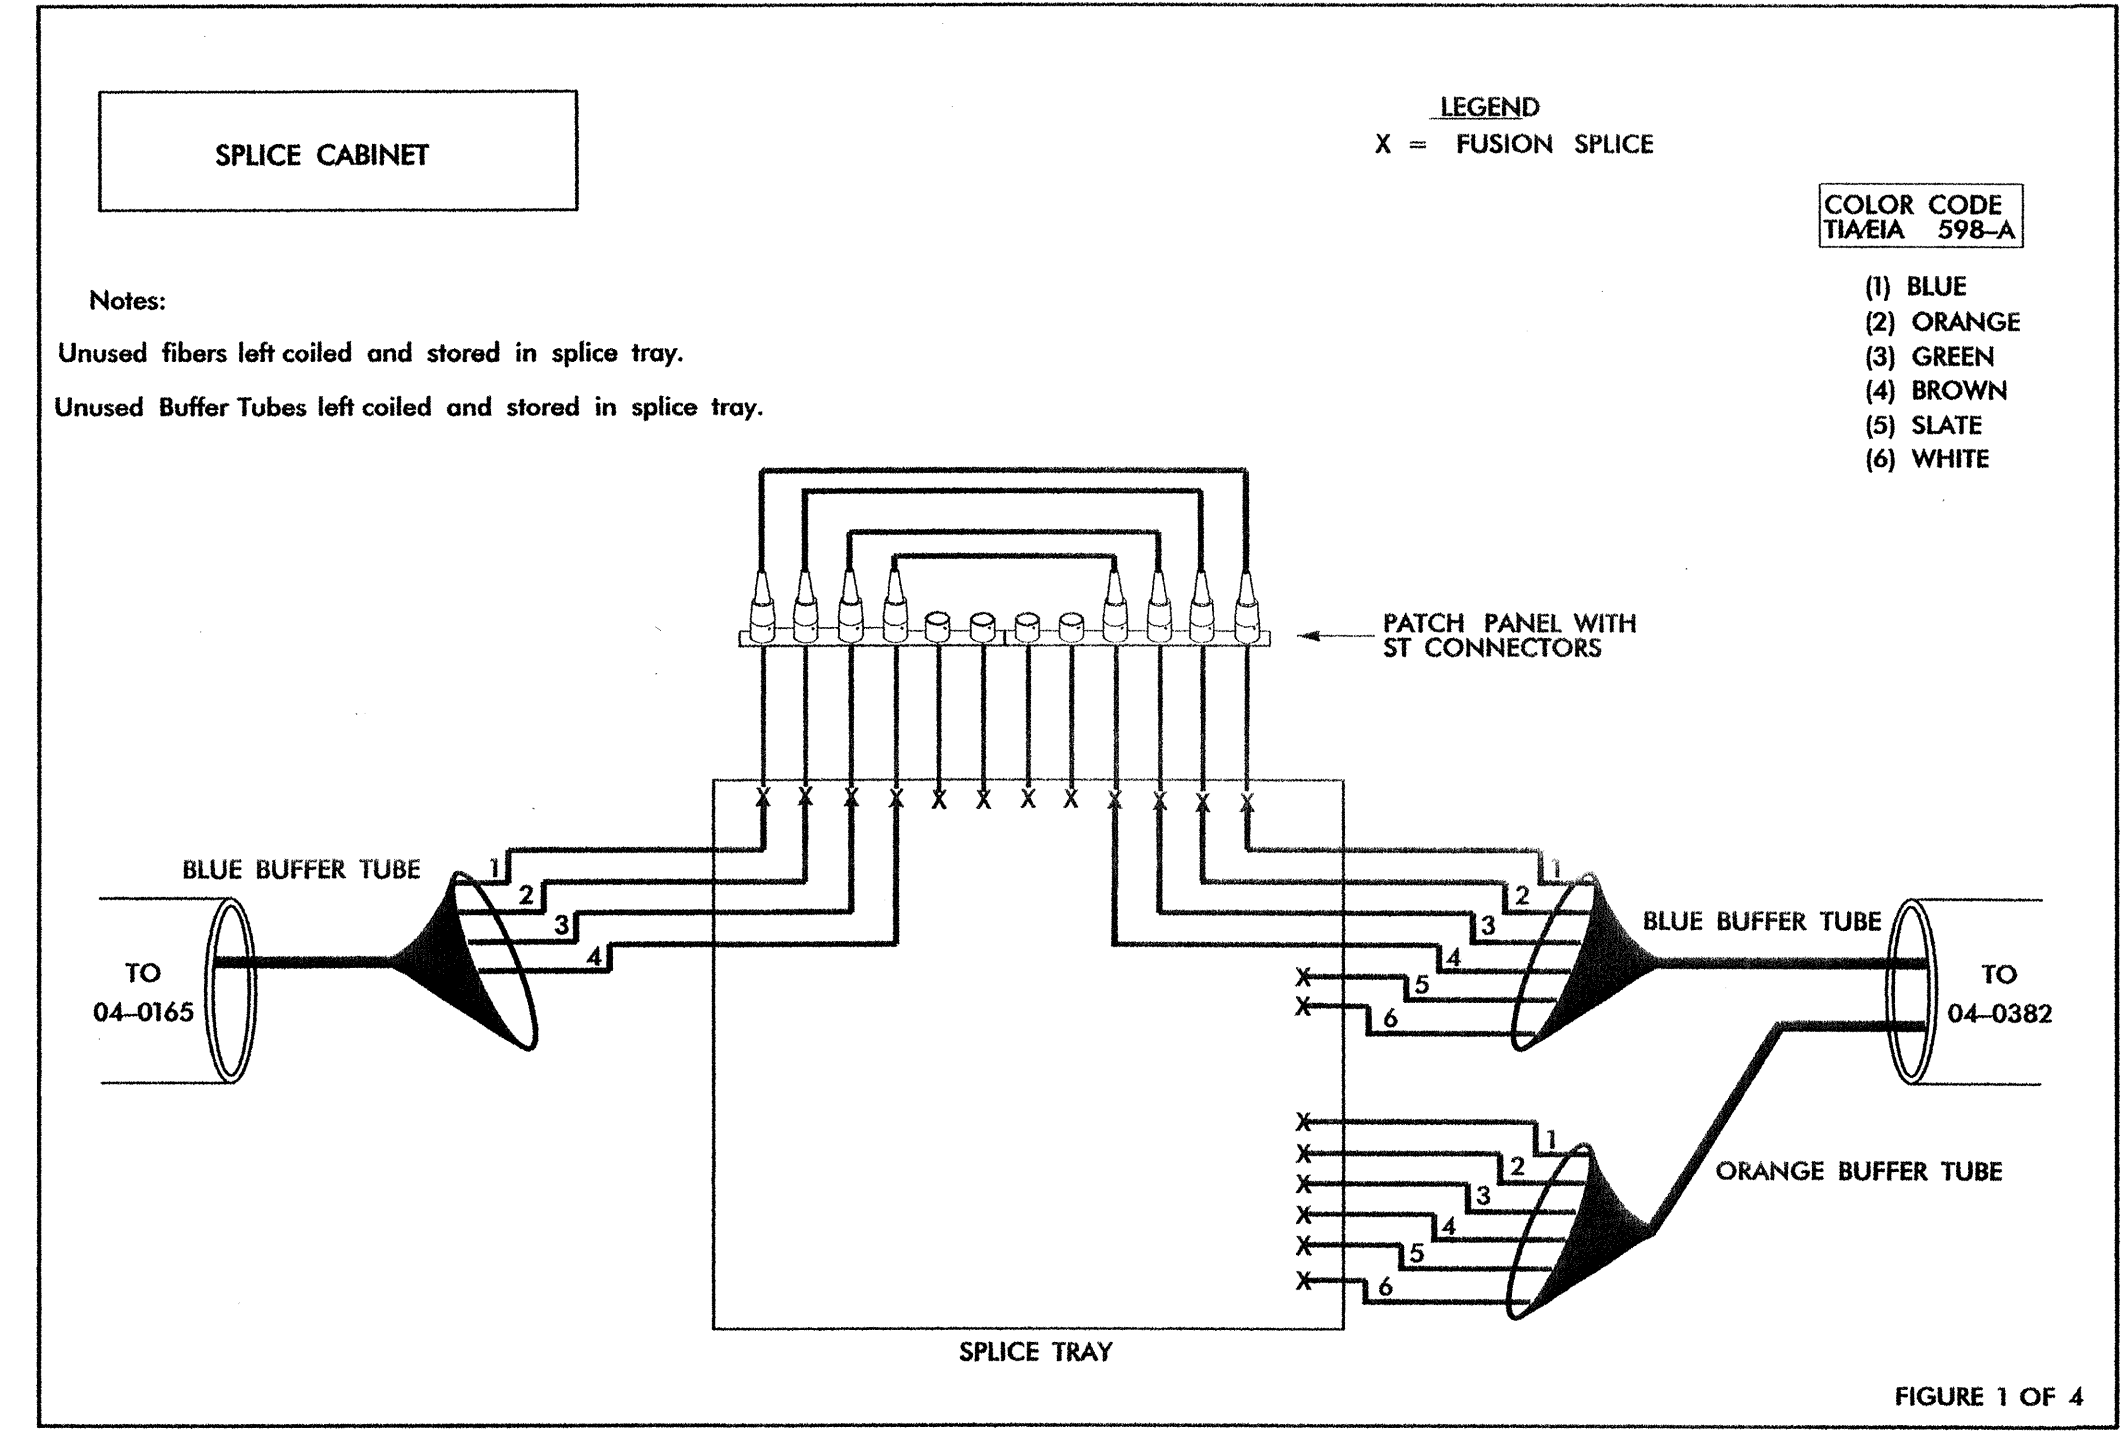 SPLICE CABINET
LEGEND
X = FUSION SPLICE
COLOR CODE
TIA/EIA 598-A
(1) BLUE
(2) ORANGE
(3) GREEN
(4) BROWN
(5) SLATE
(6) WHITE
Notes:
Unused fibers left coiled and stored in splice tray.
Unused Buffer Tubes left coiled and stored in splice tray.
PATCH PANEL WITH
ST CONNECTORS
X X X X X X X X X X X X
BLUE BUFFER TUBE
1
2
3
4
TO
04-0165
1
2
3
4
X 5
X 6
BLUE BUFFER TUBE
TO
04-0382
X 1
X 2
X 3
X 4
X 5
X 6
ORANGE BUFFER TUBE
SPLICE TRAY
FIGURE 1 OF 4